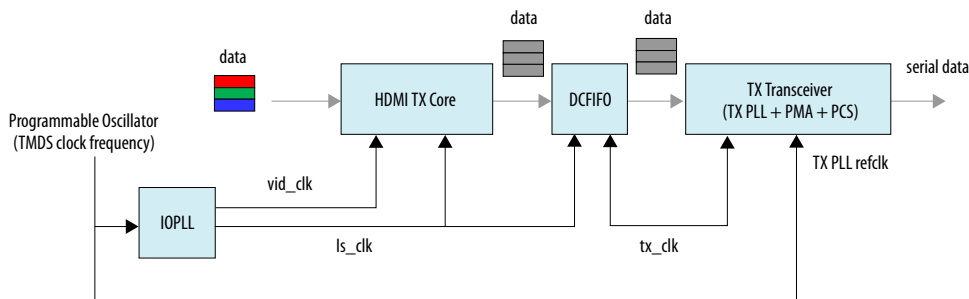 data
data
data
HDMI TX Core
DCFIFO
TX Transceiver
(TX PLL + PMA + PCS)
serial data
Programmable Oscillator
(TMDS clock frequency)
TX PLL refclk
vid_clk
IOPLL
ls_clk
tx_clk